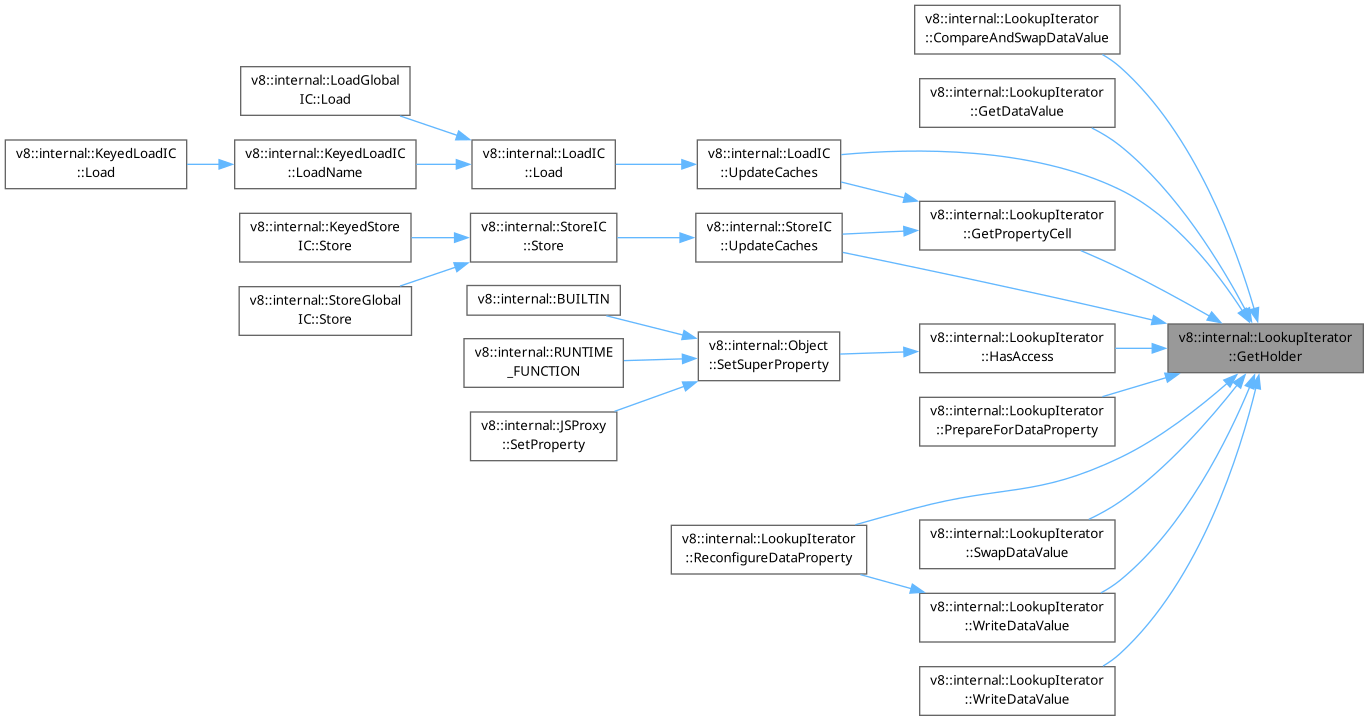 v8::internal::LookupIterator
::CompareAndSwapDataValue
v8::internal::LoadGlobal
IC::Load
v8::internal::LookupIterator
::GetDataValue
v8::internal::KeyedLoadIC
::Load
v8::internal::KeyedLoadIC
::LoadName
v8::internal::LoadIC
::Load
v8::internal::LoadIC
::UpdateCaches
v8::internal::KeyedStore
IC::Store
v8::internal::StoreIC
::Store
v8::internal::StoreIC
::UpdateCaches
v8::internal::LookupIterator
::GetPropertyCell
v8::internal::StoreGlobal
IC::Store
v8::internal::BUILTIN
v8::internal::RUNTIME
_FUNCTION
v8::internal::Object
::SetSuperProperty
v8::internal::LookupIterator
::HasAccess
v8::internal::LookupIterator
::GetHolder
v8::internal::JSProxy
::SetProperty
v8::internal::LookupIterator
::PrepareForDataProperty
v8::internal::LookupIterator
::ReconfigureDataProperty
v8::internal::LookupIterator
::SwapDataValue
v8::internal::LookupIterator
::WriteDataValue
v8::internal::LookupIterator
::WriteDataValue